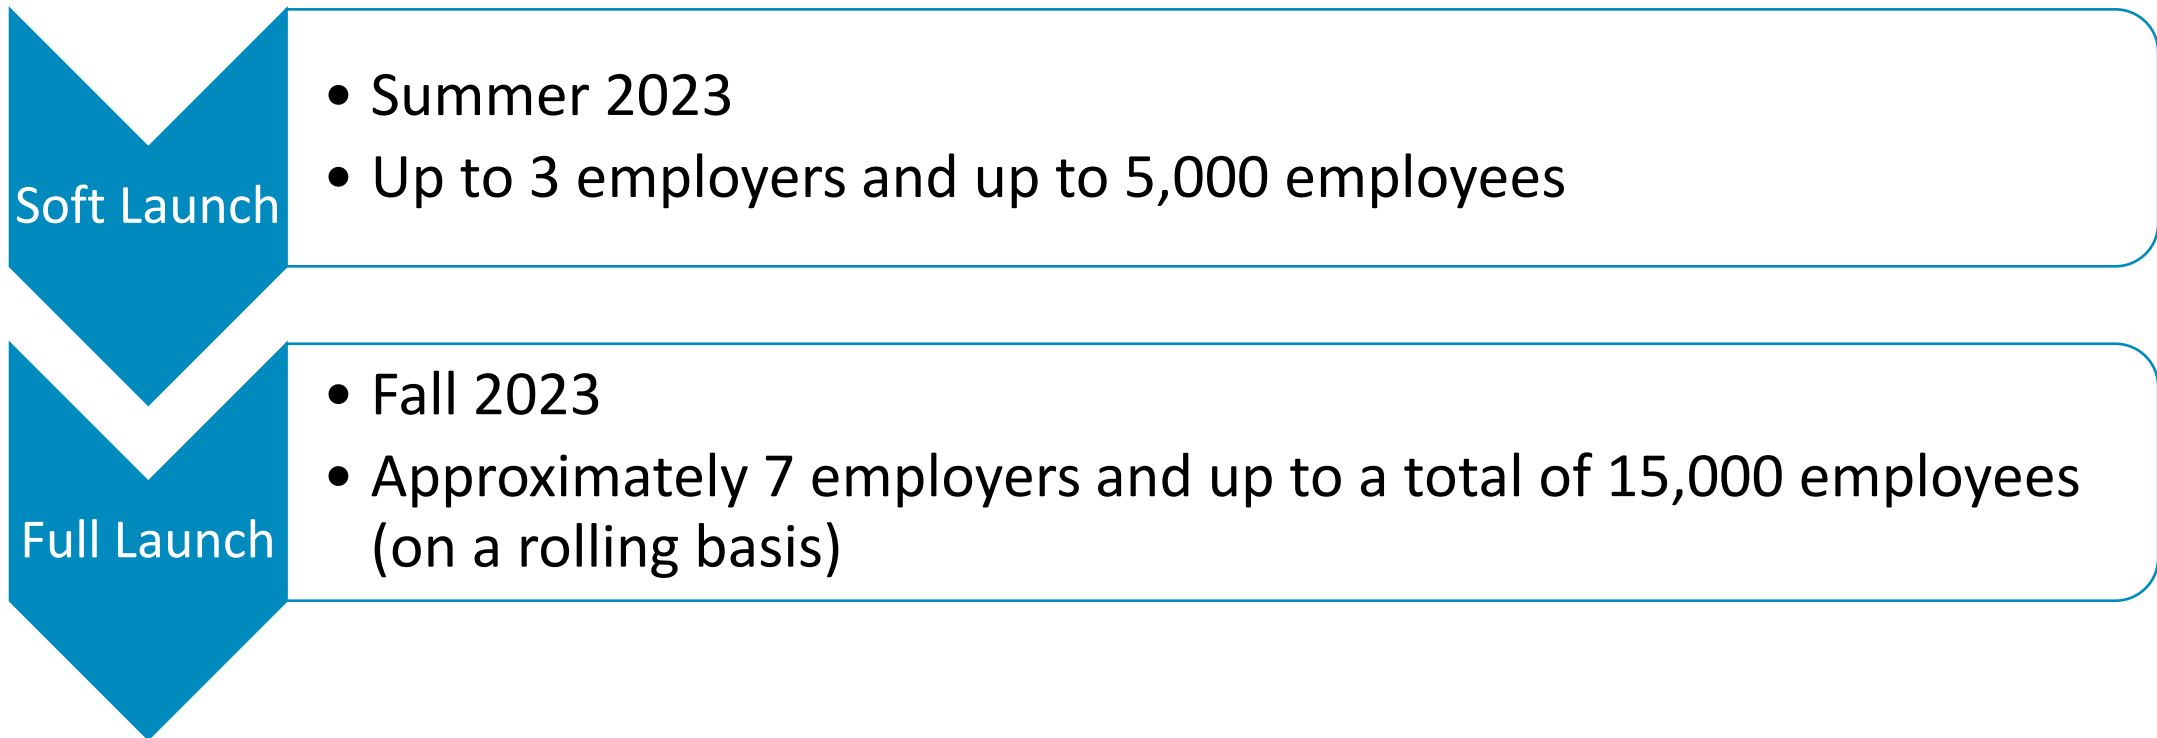 Soft Launch
• Summer 2023
• Up to 3 employers and up to 5,000 employees
Full Launch
• Fall 2023
• Approximately 7 employers and up to a total of 15,000 employees
(on a rolling basis)